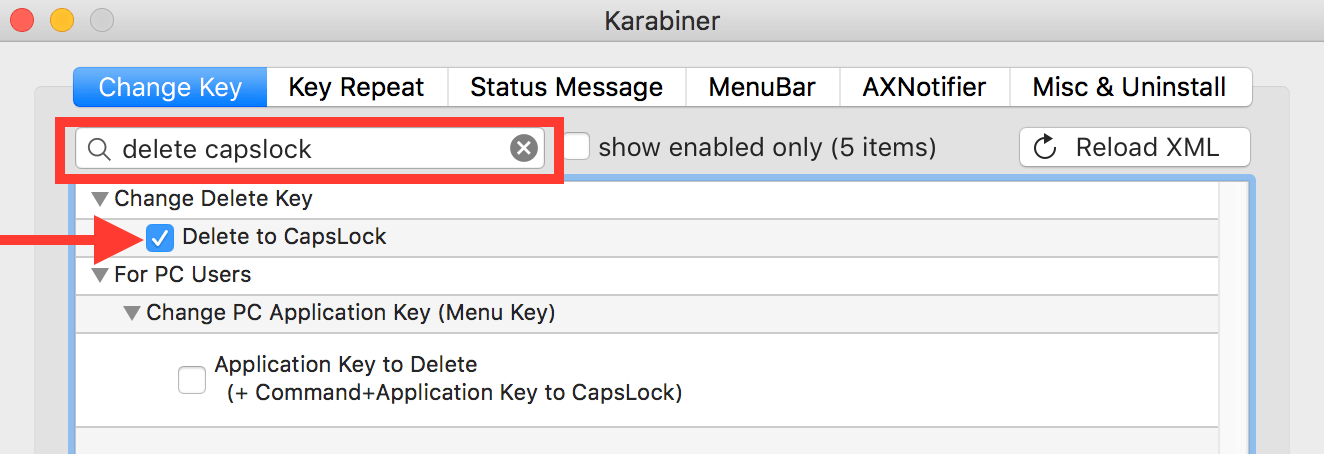 Karabiner
Change Key Key Repeat Status Message MenuBar AXNotifier Misc & Uninstall
delete capslock show enabled only (5 items) Reload XML
Change Delete Key
Delete to CapsLock
For PC Users
Change PC Application Key (Menu Key)
Application Key to Delete
(+ Command+Application Key to CapsLock)